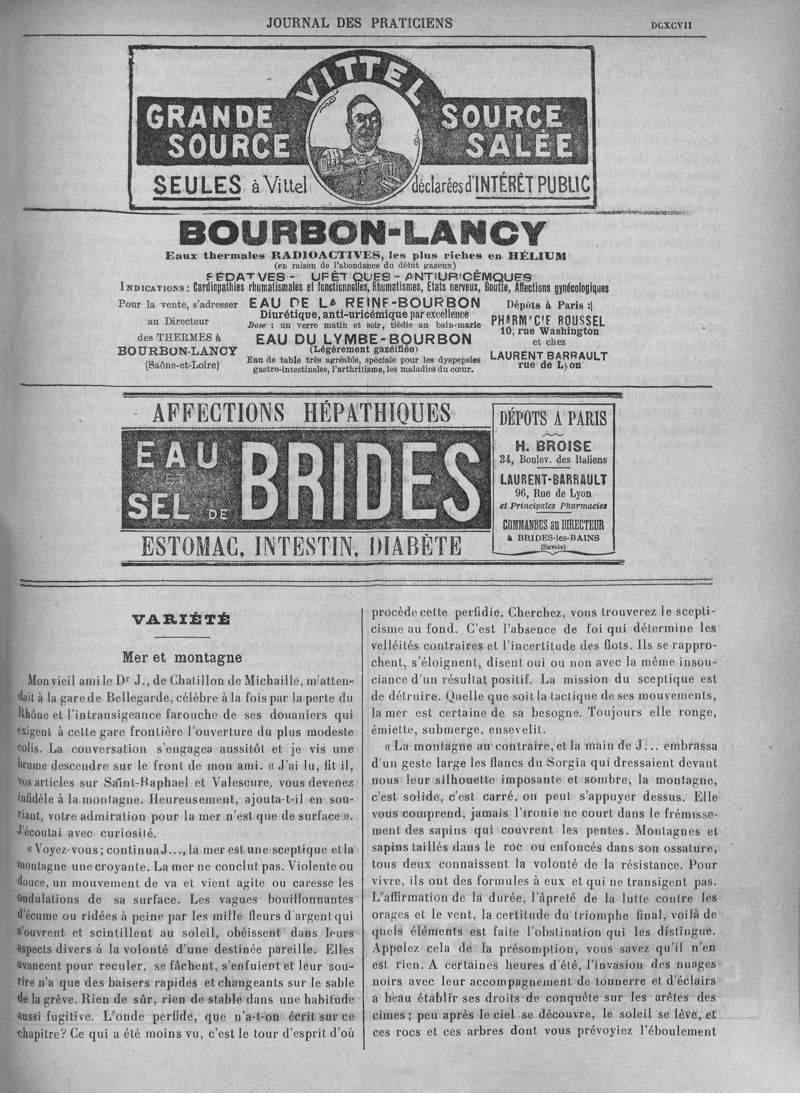 JOURNAL DES PRATICIENS
DCXCVII
VITTEL
GRANDE SOURCE
SOURCE SALÉE
SEULES à Vittel déclarées d'INTÉRÊT PUBLIC
BOURBON-LANCY
Eaux thermales RADIOACTIVES, les plus riches en HÉLIUM
(en raison de l'abondance du débit gazeux)
SÉDATVES - UFÉT QUES - ANTIURICÉMQUES
INDICATIONS : Cardiopathies rhumatismales et fonctionnelles, Rhumatismes, Etats nerveux, Goutte, Affections gynécologiques
Pour la vente, s'adresser
au Directeur
des THERMES à
BOURBON-LANCY
(Saône-et-Loire)
EAU DE LA REINE-BOURBON
Diurétique, anti-uricémique par excellence
Dose : un verre matin et soir, tiédie au bain-marie
EAU DU LYMBE-BOURBON
(Légèrement gazéifiée)
Eau de table très agréable, spéciale pour les dyspepsies
gastro-intestinales, l'arthritisme, les maladies du cœur.
Dépôts à Paris :
PHARM CIE ROUSSEL
10, rue Washington
et chez
LAURENT BARRAULT
rue de Lyon
AFFECTIONS HÉPATHIQUES
EAU
ET
SEL DE
BRIDES
ESTOMAC, INTESTIN, DIABÈTE
DÉPOTS A PARIS
H. BROISE
34, Boulev. des Italiens
LAURENT-BARRAULT
96, Rue de Lyon
et Principales Pharmacies
COMMANDES au DIRECTEUR
à BRIDES-les-BAINS
(Savoie)
VARIÉTÉ
Mer et montagne
Mon vieil ami le Dr J., de Chatillon de Michaille, m'atten-
dait à la gare de Bellegarde, célèbre à la fois par la perte du
Rhône et l'intransigeance farouche de ses douaniers qui
exigent à cette gare frontière l'ouverture du plus modeste
colis. La conversation s'engagea aussitôt et je vis une
brume descendre sur le front de mon ami. « J'ai lu, fit il,
vos articles sur Saint-Raphael et Valescure, vous devenez
infidèle à la montagne. Heureusement, ajouta-t-il en sou-
riant, votre admiration pour la mer n'est que de surface ».
J'écoutai avec curiosité.
« Voyez-vous ; continua J..., la mer est une sceptique et la
montagne une croyante. La mer ne conclut pas. Violente ou
douce, un mouvement de va et vient agite ou caresse les
ondulations de sa surface. Les vagues bouillonnantes
d'écume ou ridées à peine par les mille fleurs d'argent qui
s'ouvrent et scintillent au soleil, obéissent dans leurs
aspects divers à la volonté d'une destinée pareille. Elles
avancent pour reculer, se fâchent, s'enfuient et leur sou-
rire n'a que des baisers rapides et changeants sur le sable
de la grève. Rien de sûr, rien de stable dans une habitude
aussi fugitive. L'onde perfide, que n'a-t-on écrit sur ce
chapitre? Ce qui a été moins vu, c'est le tour d'esprit d'où
procède cette perfidie. Cherchez, vous trouverez le scepti-
cisme au fond. C'est l'absence de foi qui détermine les
velléités contraires et l'incertitude des flots. Ils se rappro-
chent, s'éloignent, disent oui ou non avec la même insou-
ciance d'un résultat positif. La mission du sceptique est
de détruire. Quelle que soit la tactique de ses mouvements,
la mer est certaine de sa besogne. Toujours elle ronge,
émiette, submerge, ensevelit.
« La montagne au contraire, et la main de J... embrassa
d'un geste large les flancs du Sorgia qui dressaient devant
nous leur silhouette imposante et sombre, la montagne,
c'est solide, c'est carré, on peut s'appuyer dessus. Elle
vous comprend, jamais l'ironie ne court dans le frémisse-
ment des sapins qui couvrent les pentes. Montagnes et
sapins taillés dans le roc ou enfoncés dans son ossature,
tous deux connaissent la volonté de la résistance. Pour
vivre, ils ont des formules à eux et qui ne transigent pas.
L'affirmation de la durée, l'âpreté de la lutte contre les
orages et le vent, la certitude du triomphe final, voilà de
quels éléments est faite l'obstination qui les distingue.
Appelez cela de la présomption, vous savez qu'il n'en
est rien. A certaines heures d'été, l'invasion des nuages
noirs avec leur accompagnement de tonnerre et d'éclairs
a beau établir ses droits de conquête sur les arêtes des
cimes ; peu après le ciel se découvre, le soleil se lève, et
ces rocs et ces arbres dont vous prévoyiez l'éboulement